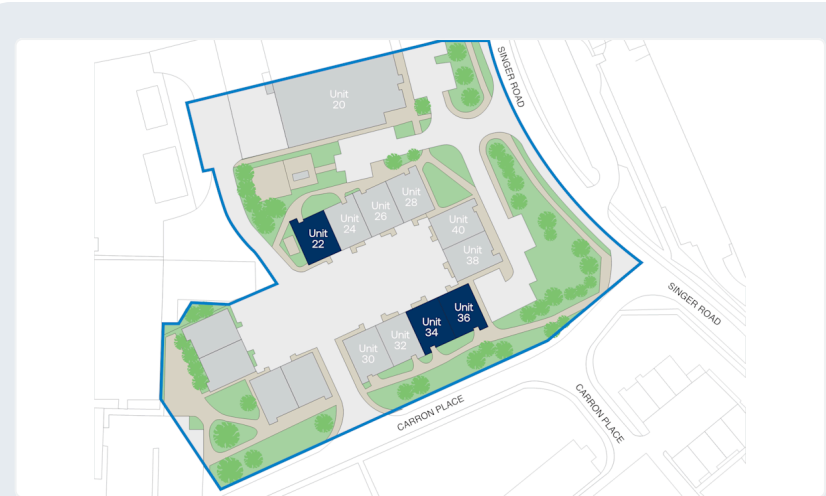 SINGER ROAD
Unit
20
Unit
28
Unit
26
Unit
24
Unit
22
Unit
40
Unit
38
Unit
36
Unit
34
Unit
32
Unit
30
SINGER ROAD
CARRON PLACE
CARRON PLACE